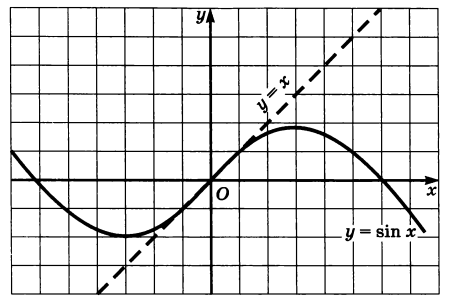 y
y = x
O
x
y = sin x